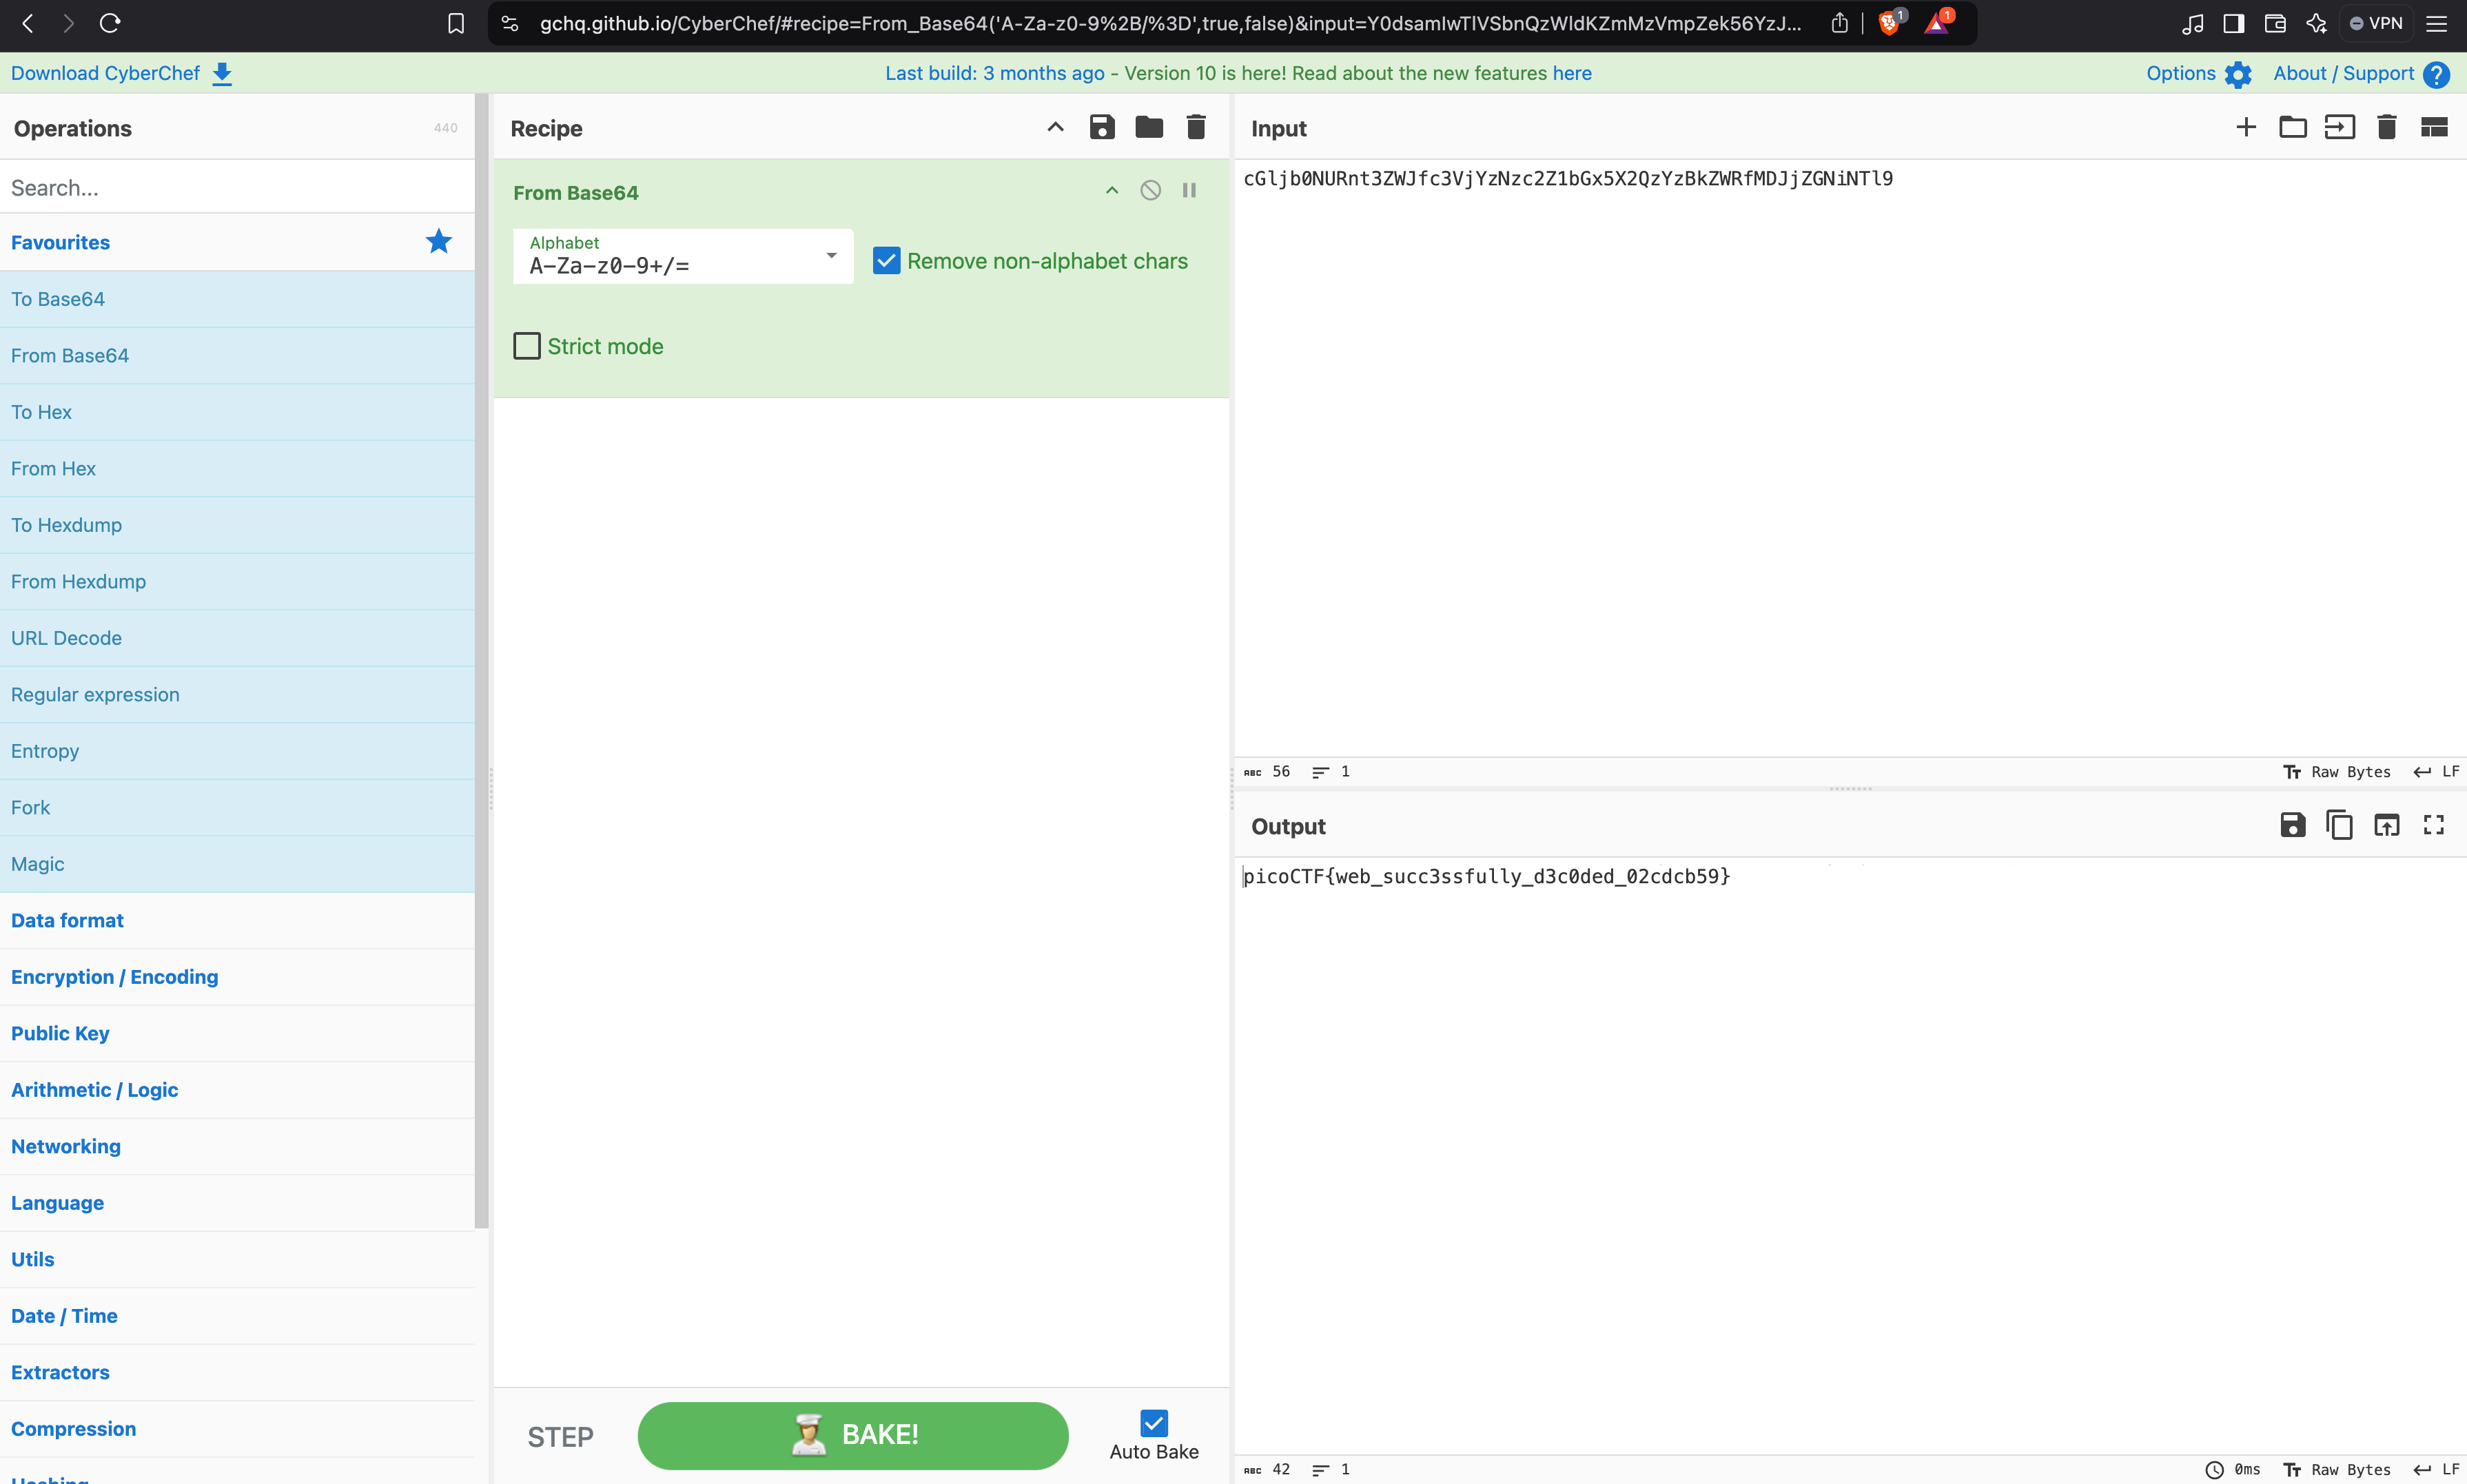 gchq.github.io/CyberChef/#recipe=From_Base64('A-Za-z0-9%2B/%3D',true,false)&input=Y0dsamIwTlVSbnQzWldKZmMzVmpZek56YzJ...
1
1
VPN
Download CyberChef
Last build: 3 months ago - Version 10 is here! Read about the new features here
Options
About / Support ?
Operations
440
Search...
Favourites
To Base64
From Base64
To Hex
From Hex
To Hexdump
From Hexdump
URL Decode
Regular expression
Entropy
Fork
Magic
Data format
Encryption / Encoding
Public Key
Arithmetic / Logic
Networking
Language
Utils
Date / Time
Extractors
Compression
Hashing
Recipe
From Base64
Alphabet
A-Za-z0-9+/=
Remove non-alphabet chars
Strict mode
STEP
BAKE!
Auto Bake
Input
cGljb0NURnt3ZWJfc3VjYzNzc2Z1bGx5X2QzYzBkZWRfMDJjZGNiNTl9
ABC 56 1
Tт Raw Bytes LF
Output
picoCTF{web_succ3ssfully_d3c0ded_02cdcb59}
ABC 42 1
0ms Tт Raw Bytes LF